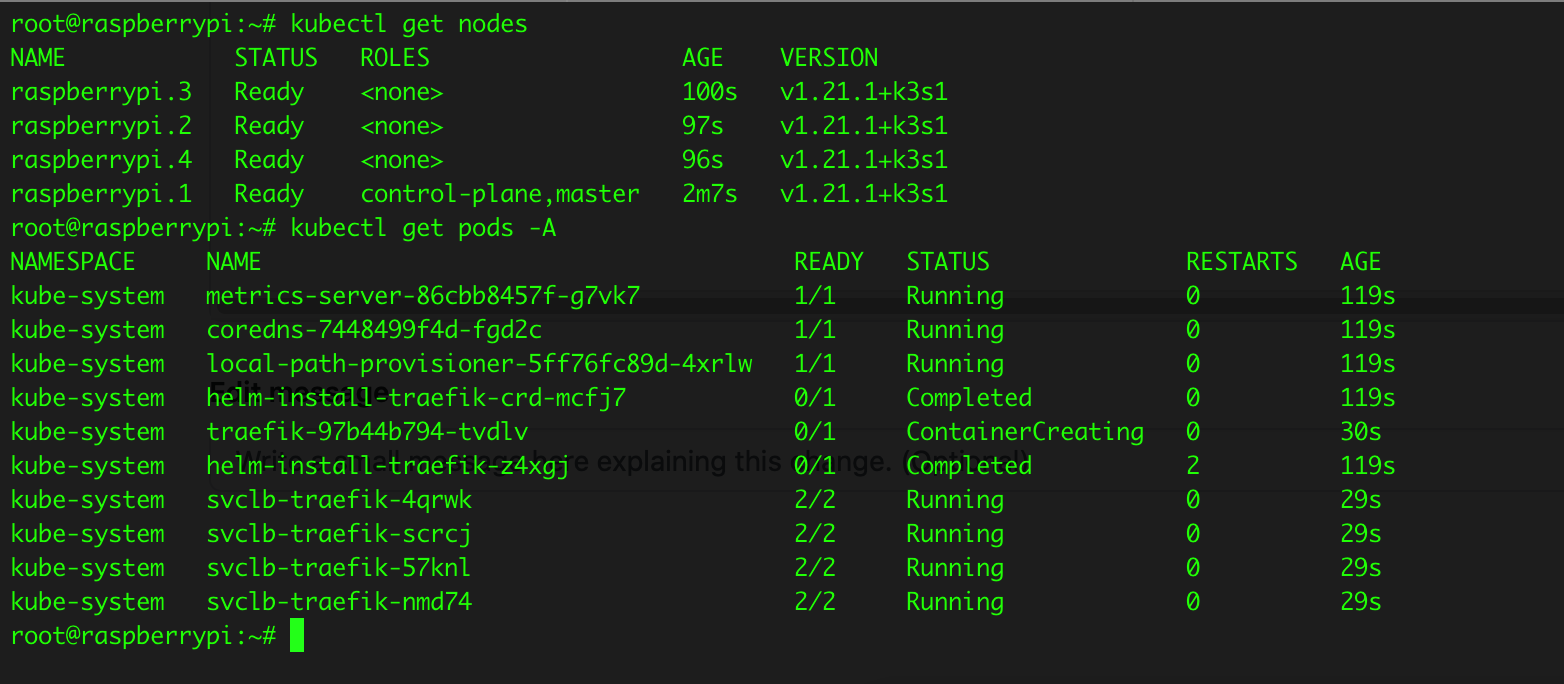 root@raspberrypi:~# kubectl get nodes
NAME STATUS ROLES AGE VERSION
raspberrypi.3 Ready <none> 100s v1.21.1+k3s1
raspberrypi.2 Ready <none> 97s v1.21.1+k3s1
raspberrypi.4 Ready <none> 96s v1.21.1+k3s1
raspberrypi.1 Ready control-plane,master 2m7s v1.21.1+k3s1
root@raspberrypi:~# kubectl get pods -A
NAMESPACE NAME READY STATUS RESTARTS AGE
kube-system metrics-server-86cbb8457f-g7vk7 1/1 Running 0 119s
kube-system coredns-7448499f4d-fgd2c 1/1 Running 0 119s
kube-system local-path-provisioner-5ff76fc89d-4xrlw 1/1 Running 0 119s
Edit message
kube-system helm-install-traefik-crd-mcfj7 0/1 Completed 0 119s
kube-system traefik-97b44b794-tvdlv 0/1 ContainerCreating 0 30s
Write a small message here explaining this change. (Optional)
kube-system helm-install-traefik-z4xgj 0/1 Completed 2 119s
kube-system svclb-traefik-4qrwk 2/2 Running 0 29s
kube-system svclb-traefik-scrcj 2/2 Running 0 29s
kube-system svclb-traefik-57knl 2/2 Running 0 29s
kube-system svclb-traefik-nmd74 2/2 Running 0 29s
root@raspberrypi:~#